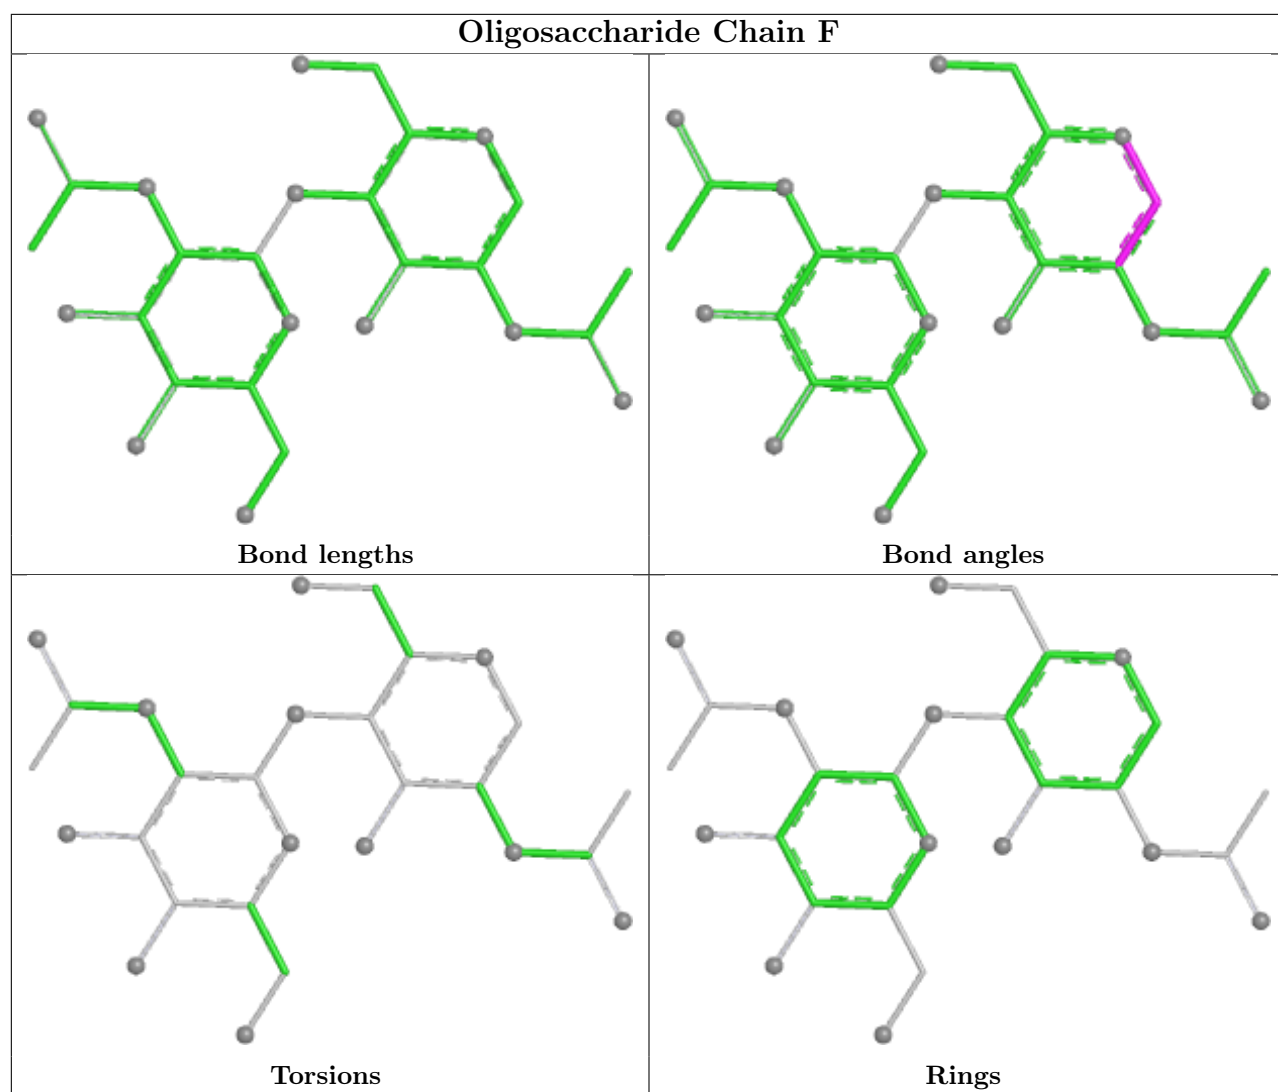 Oligosaccharide Chain F
Bond lengths
Bond angles
Torsions
Rings